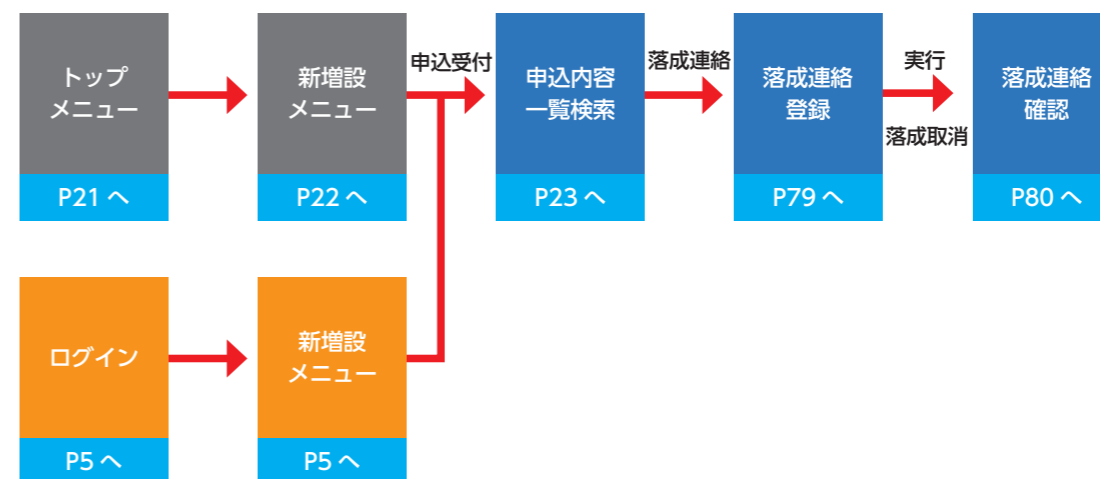 トップ
メニュー
P21 へ
新増設
メニュー
P22 へ
申込受付
申込内容
一覧検索
P23 へ
落成連絡
落成連絡
登録
P79 へ
実行
落成取消
落成連絡
確認
P80 へ
ログイン
P5 へ
新増設
メニュー
P5 へ